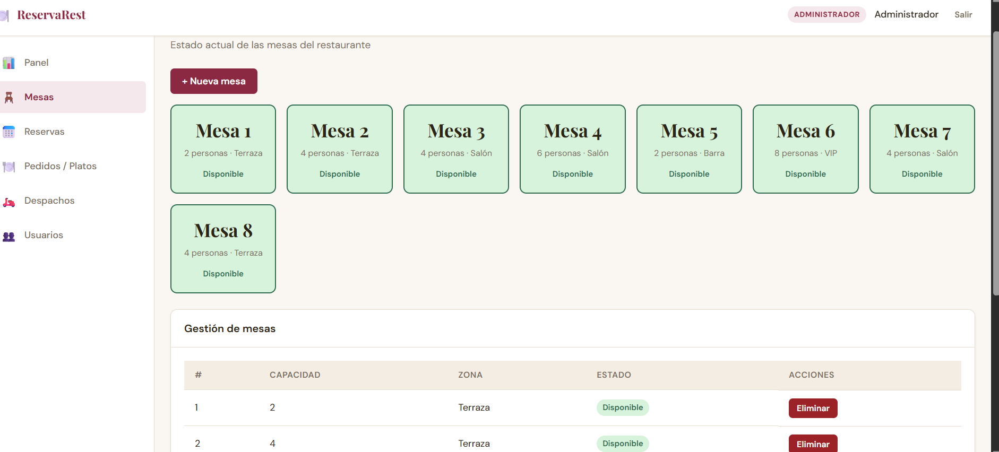 ReservaRest
ADMINISTRADOR Administrador Salir
Panel
Mesas
Reservas
Pedidos / Platos
Despachos
Usuarios
Estado actual de las mesas del restaurante
+ Nueva mesa
Mesa 1
2 personas · Terraza
Disponible
Mesa 2
4 personas · Terraza
Disponible
Mesa 3
4 personas · Salón
Disponible
Mesa 4
6 personas · Salón
Disponible
Mesa 5
2 personas · Barra
Disponible
Mesa 6
8 personas · VIP
Disponible
Mesa 7
4 personas · Salón
Disponible
Mesa 8
4 personas · Terraza
Disponible
Gestión de mesas
# CAPACIDAD ZONA ESTADO ACCIONES
1 2 Terraza Disponible Eliminar
2 4 Terraza Disponible Eliminar